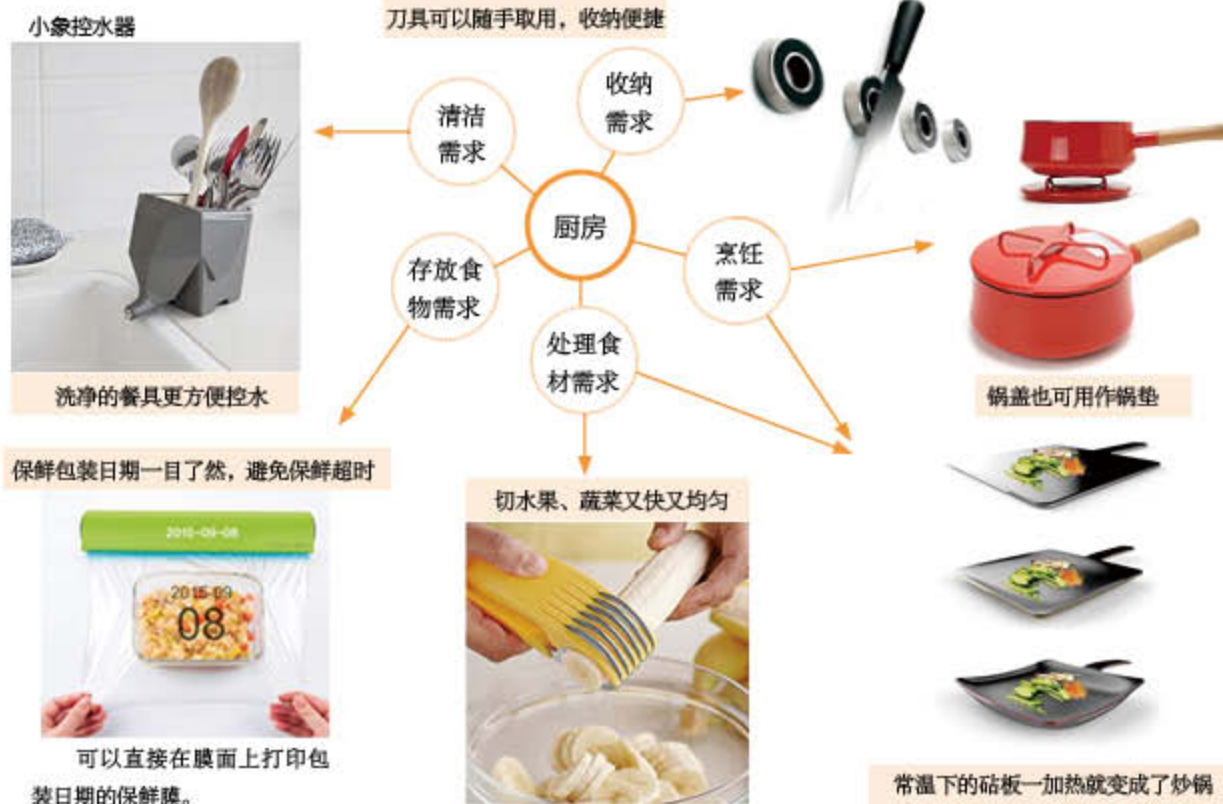 小象控水器
刀具可以随手取用，收纳便捷
清洁
需求
收纳
需求
厨房
存放食
物需求
烹饪
需求
处理食
材需求
洗净的餐具更方便控水
锅盖也可用作锅垫
保鲜包装日期一目了然，避免保鲜超时
切水果、蔬菜又快又均匀
2015-09-08
2015 09
08
可以直接在膜面上打印包
装日期的保鲜膜。
常温下的砧板一加热就变成了炒锅